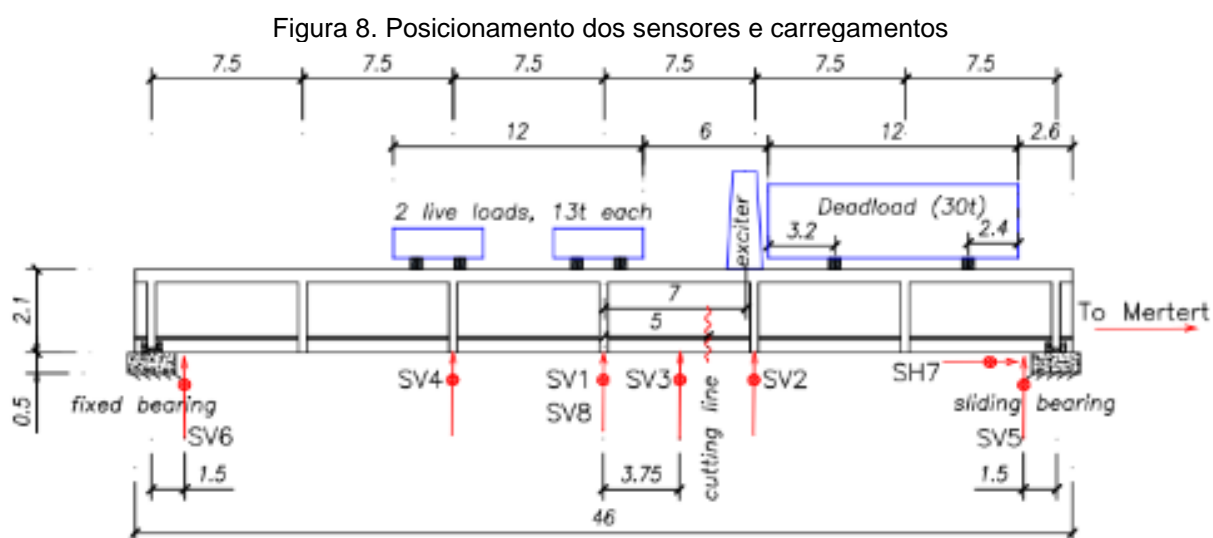 Figura 8. Posicionamento dos sensores e carregamentos
7.5 7.5 7.5 7.5 7.5 7.5
12 6 12 2.6
2 live loads, 13t each
exciter
Deadload (30t)
3.2 2.4
2.1
7
5
To Mertert
SV4 SV1 SV3 SV2 SH7
SV8
cutting line
0.5
fixed bearing
sliding bearing
SV6 SV5
1.5 3.75 1.5
46